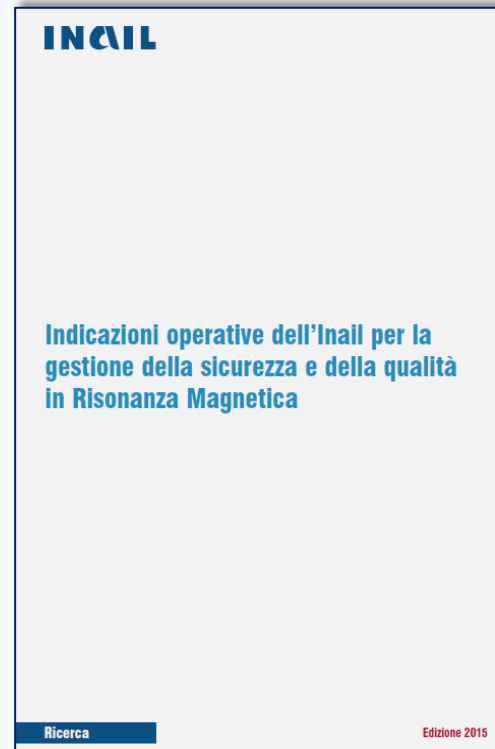 INAIL
Indicazioni operative dell'Inail per la
gestione della sicurezza e della qualità
in Risonanza Magnetica
Ricerca
Edizione 2015